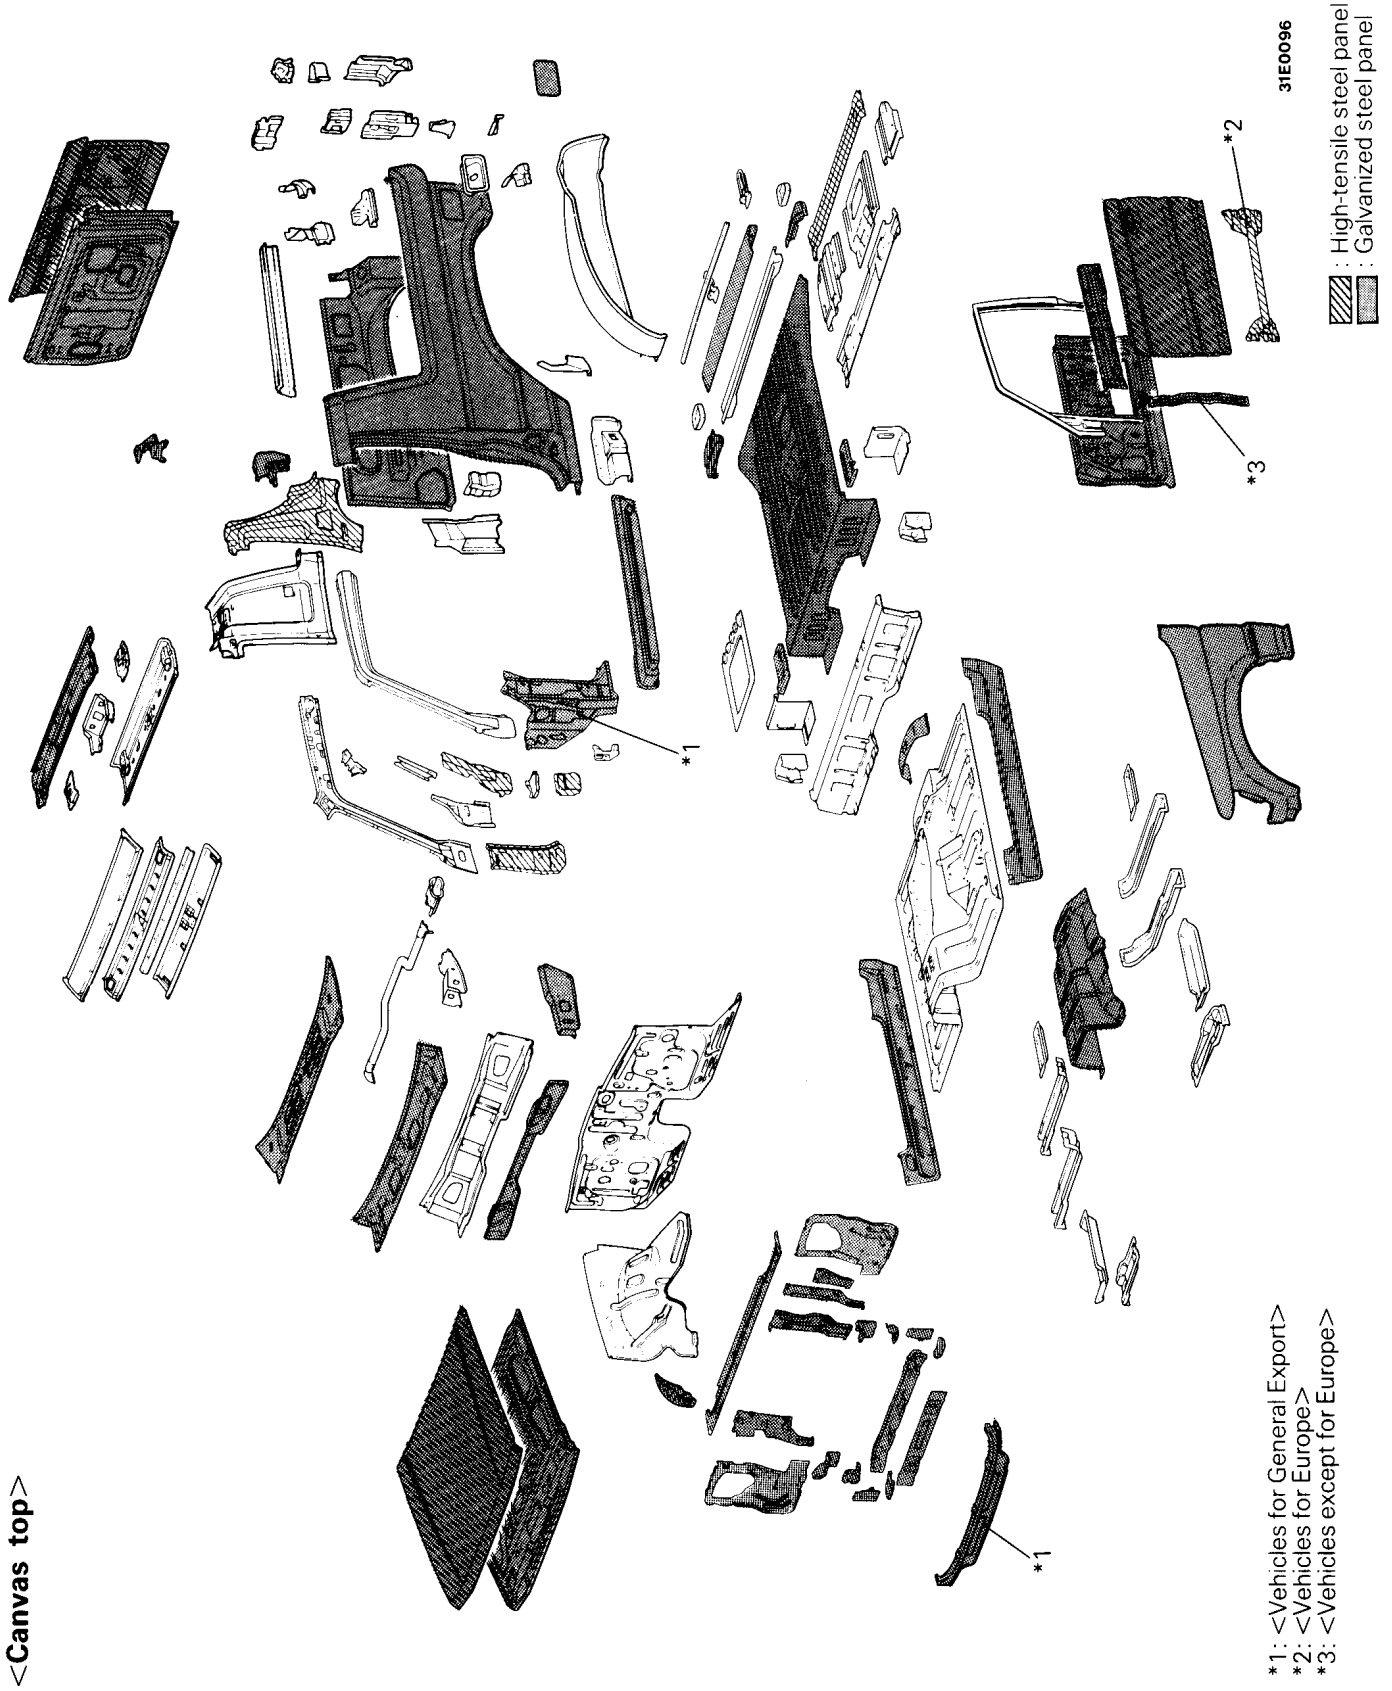 <Canvas top>
*1
*1
*2
*3
*1: <Vehicles for General Export>
*2: <Vehicles for Europe>
*3: <Vehicles except for Europe>
31E0096
: High-tensile steel panel
: Galvanized steel panel